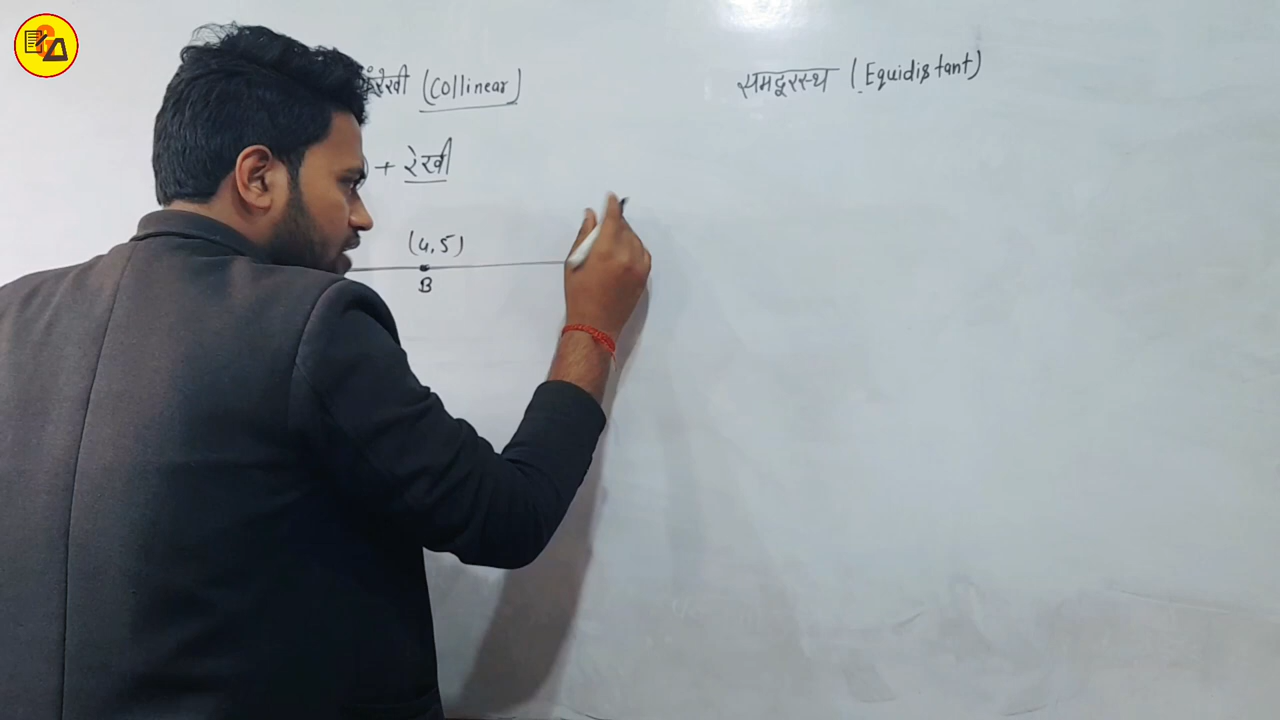 रेखी (Collinear)
समदूरस्थ (Equidistant)
+ रेखी
(4,5)
B